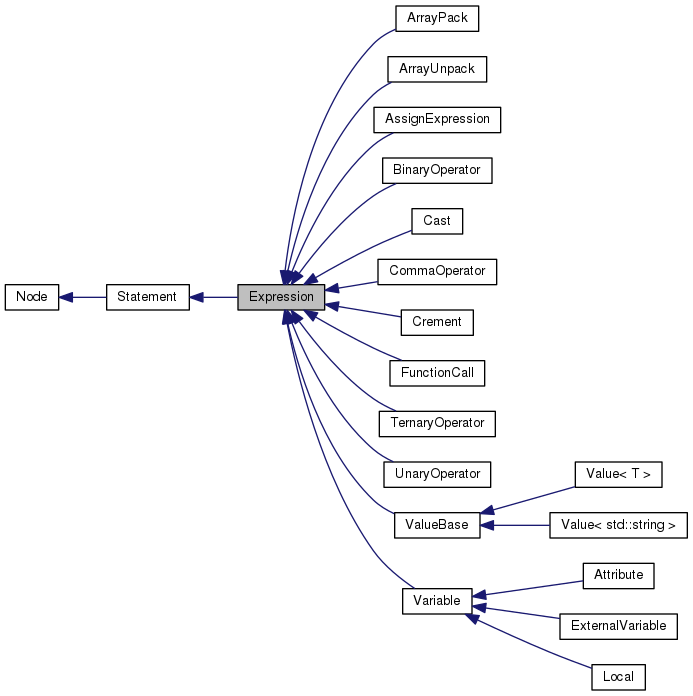 ArrayPack
ArrayUnpack
AssignExpression
BinaryOperator
Cast
CommaOperator
Node
Statement
Expression
Crement
FunctionCall
TernaryOperator
UnaryOperator
Value< T >
ValueBase
Value< std::string >
Attribute
Variable
ExternalVariable
Local